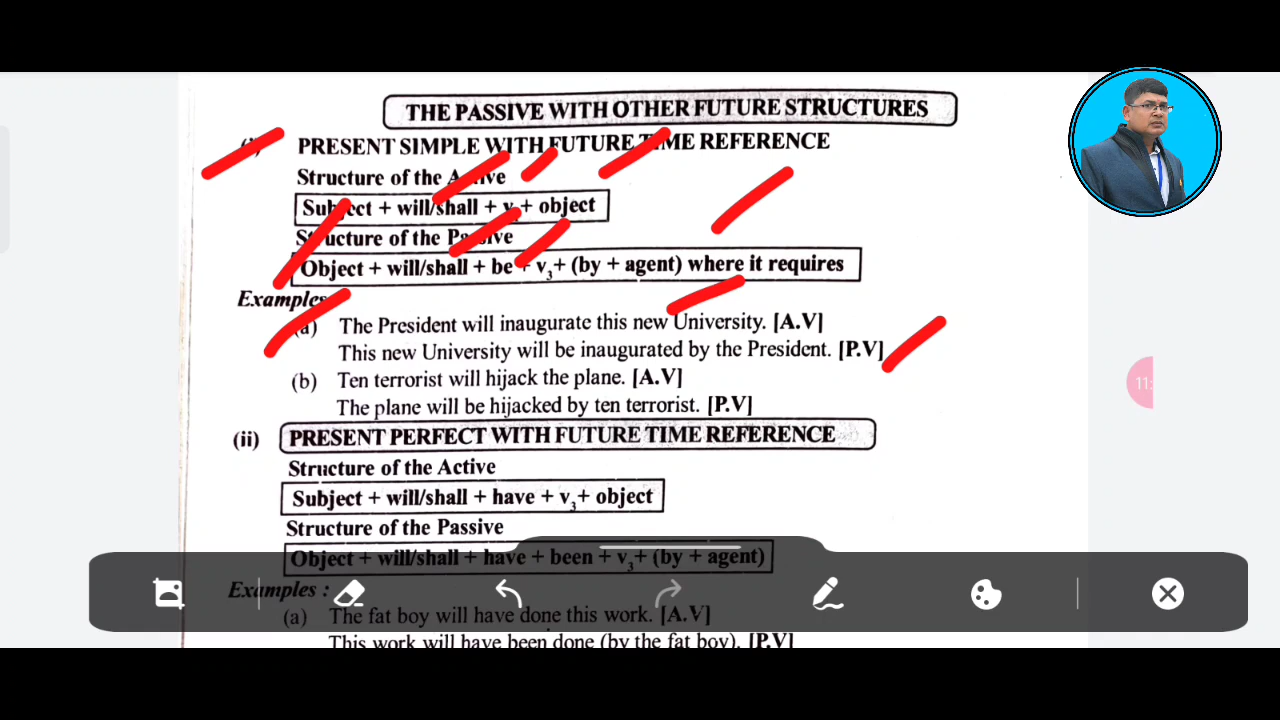 THE PASSIVE WITH OTHER FUTURE STRUCTURES
(i) PRESENT SIMPLE WITH FUTURE TIME REFERENCE
Structure of the Active
Subject + will/shall + v₁+ object
Structure of the Passive
Object + will/shall + be + v₃+ (by + agent) where it requires
Examples
(a) The President will inaugurate this new University. [A.V]
This new University will be inaugurated by the President. [P.V]
(b) Ten terrorist will hijack the plane. [A.V]
The plane will be hijacked by ten terrorist. [P.V]
(ii) PRESENT PERFECT WITH FUTURE TIME REFERENCE
Structure of the Active
Subject + will/shall + have + v₃+ object
Structure of the Passive
Object + will/shall + have + been + v₃+ (by + agent)
Examples :
(a) The fat boy will have done this work. [A.V]
This work will have been done (by the fat boy). [P.V]
11: